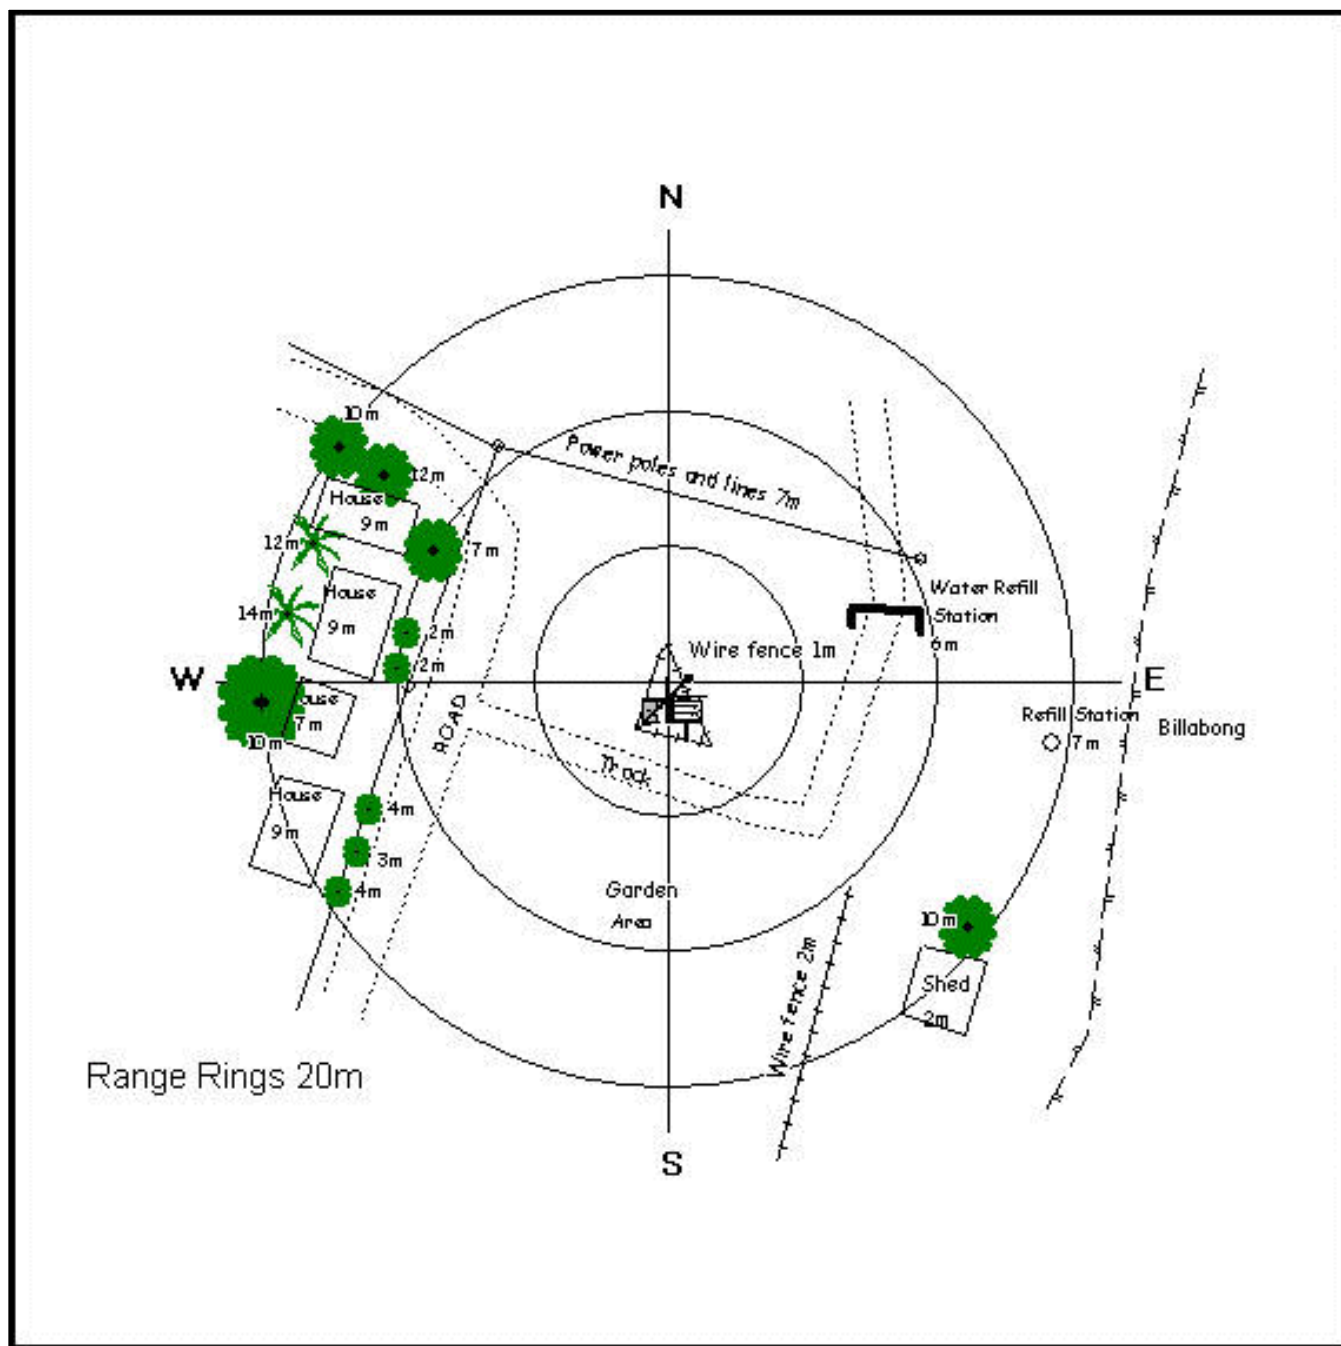 N
10m
12m
House
9m
12m
7m
Power poles and lines 7m
House
9m
14m
2m
2m
Water Refill
Station
6m
Wire fence 1m
W
E
House
7m
10m
ROAD
Refill Station
7m
Billabong
Track
House
9m
4m
3m
4m
Garden
Area
10m
Shed
2m
Wire fence 2m
Range Rings 20m
S